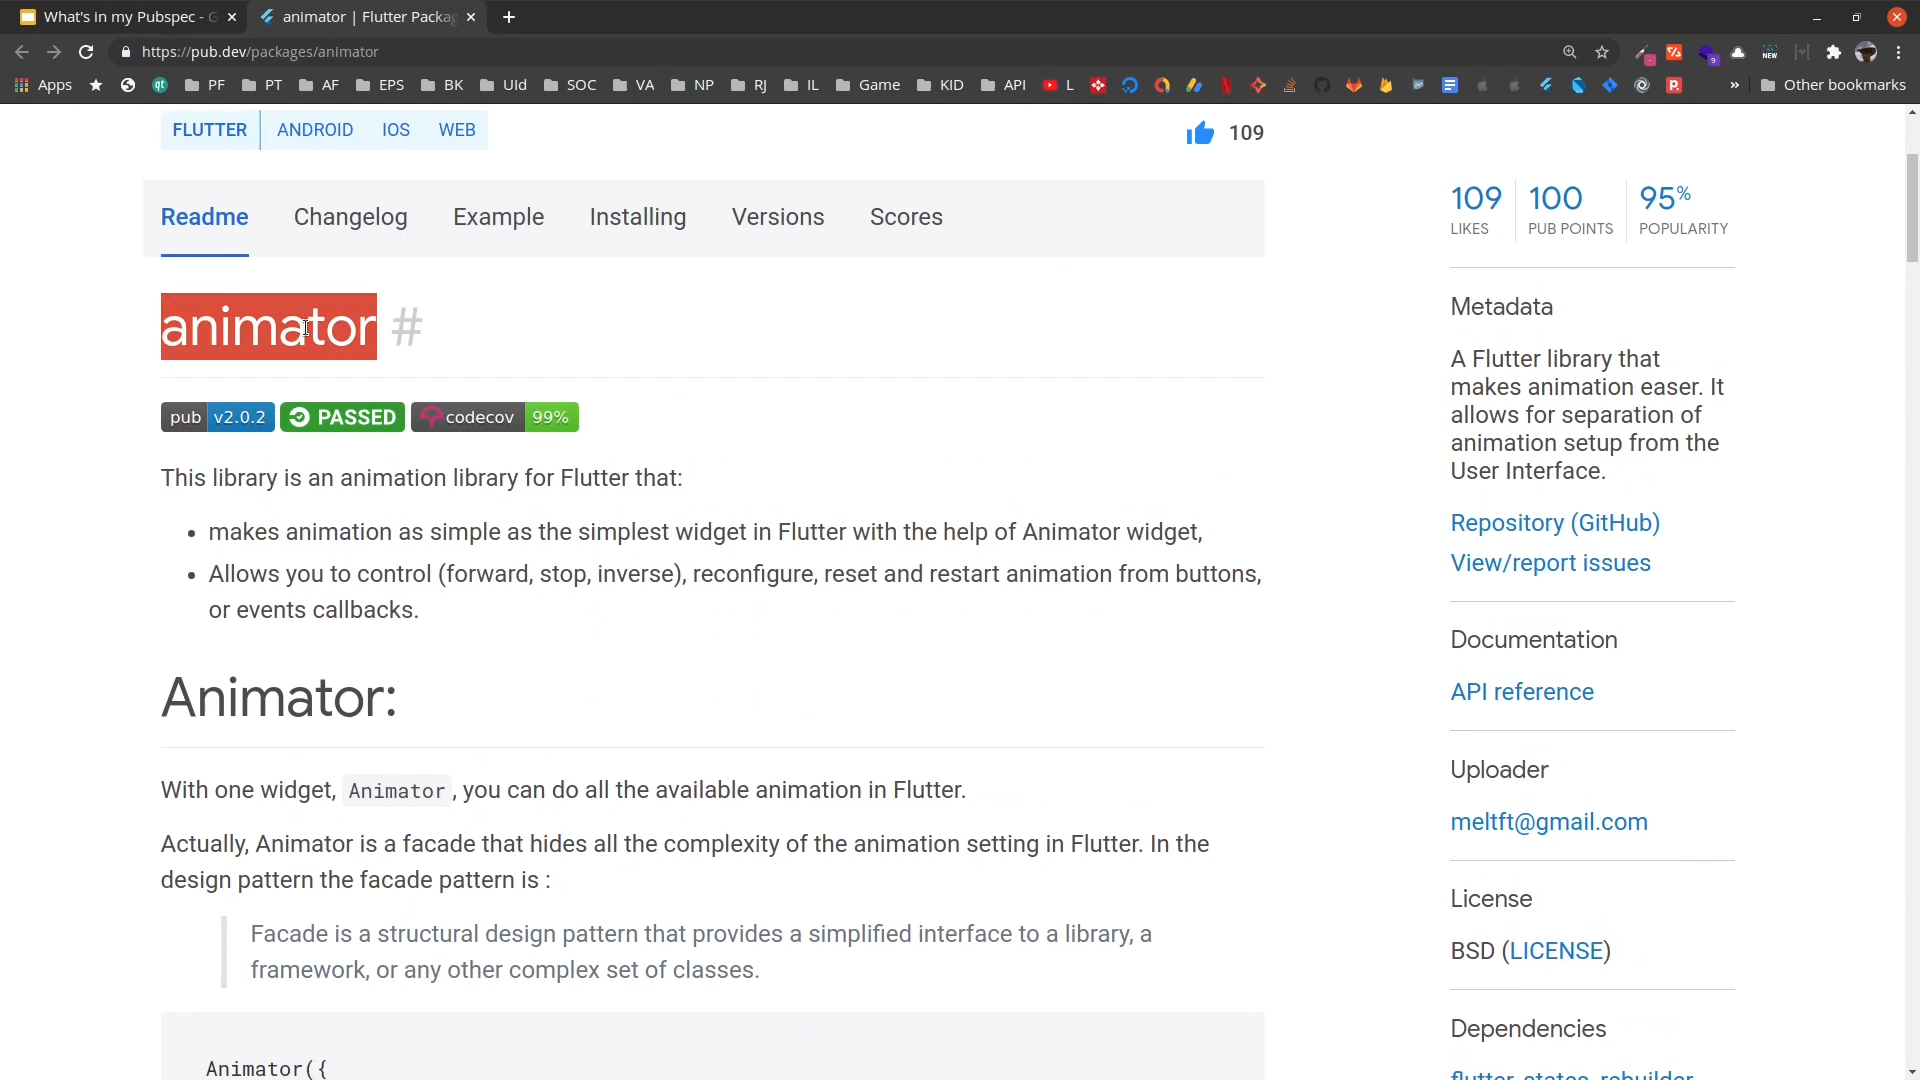 What's in my Pubspec - G
animator | Flutter Packag
https://pub.dev/packages/animator
NEW
9
Apps
PF
PT
AF
EPS
BK
UId
SOC
VA
NP
RJ
IL
Game
KID
API
L
»
Other bookmarks
FLUTTER ANDROID IOS WEB
109
Readme Changelog Example Installing Versions Scores
109 100 95%
LIKES PUB POINTS POPULARITY
animator #
pub v2.0.2 PASSED codecov 99%
This library is an animation library for Flutter that:
• makes animation as simple as the simplest widget in Flutter with the help of Animator widget,
• Allows you to control (forward, stop, inverse), reconfigure, reset and restart animation from buttons,
or events callbacks.
Animator:
With one widget, Animator, you can do all the available animation in Flutter.
Actually, Animator is a facade that hides all the complexity of the animation setting in Flutter. In the
design pattern the facade pattern is :
Facade is a structural design pattern that provides a simplified interface to a library, a
framework, or any other complex set of classes.
Animator({
Metadata
A Flutter library that
makes animation easer. It
allows for separation of
animation setup from the
User Interface.
Repository (GitHub)
View/report issues
Documentation
API reference
Uploader
meltft@gmail.com
License
BSD (LICENSE)
Dependencies
flutter, states_rebuilder